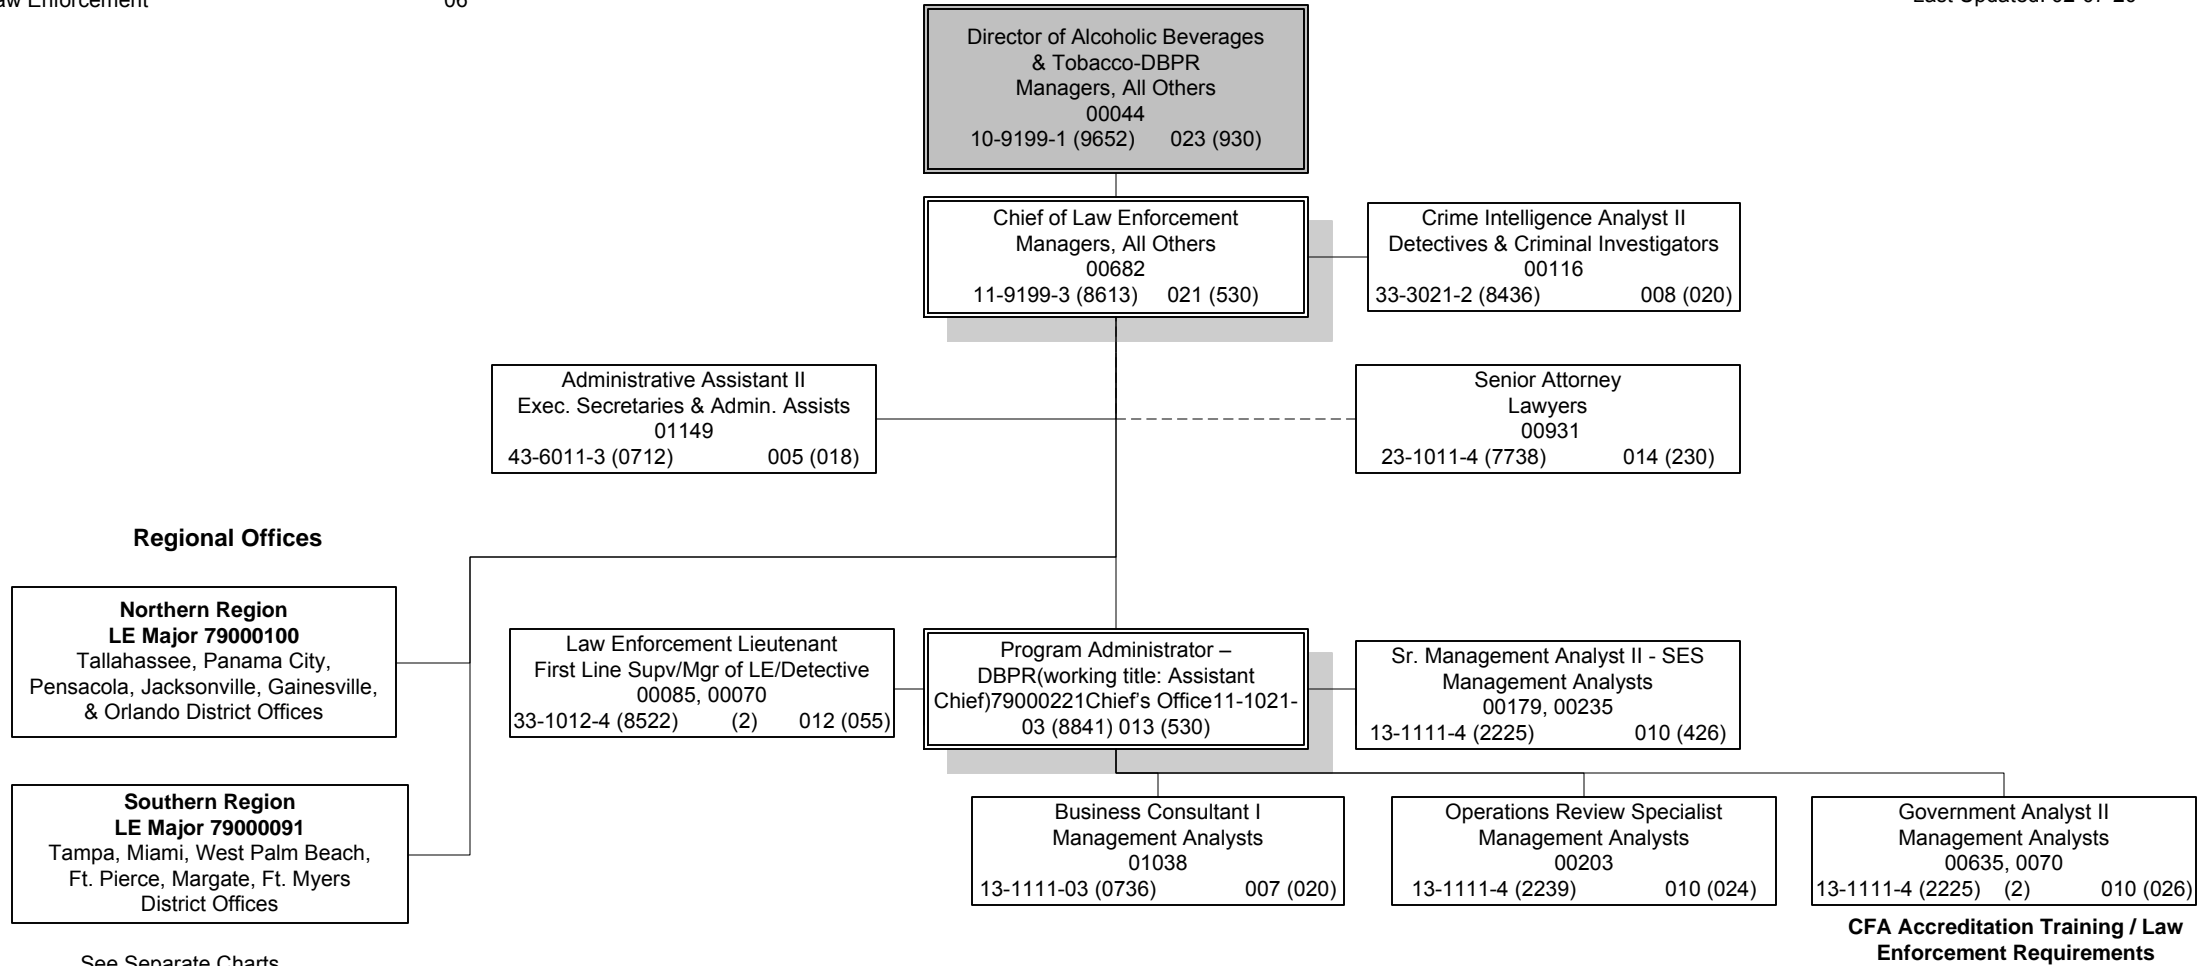 Law Enforcement 06
Director of Alcoholic Beverages
& Tobacco-DBPR
Managers, All Others
00044
10-9199-1 (9652) 023 (930)
Chief of Law Enforcement
Managers, All Others
00682
11-9199-3 (8613) 021 (530)
Crime Intelligence Analyst II
Detectives & Criminal Investigators
00116
33-3021-2 (8436) 008 (020)
Administrative Assistant II
Exec. Secretaries & Admin. Assists
01149
43-6011-3 (0712) 005 (018)
Senior Attorney
Lawyers
00931
23-1011-4 (7738) 014 (230)
Regional Offices
Northern Region
LE Major 79000100
Tallahassee, Panama City,
Pensacola, Jacksonville, Gainesville,
& Orlando District Offices
Law Enforcement Lieutenant
First Line Supv/Mgr of LE/Detective
00085, 00070
33-1012-4 (8522) (2) 012 (055)
Program Administrator –
DBPR(working title: Assistant
Chief)79000221Chief's Office11-1021-
03 (8841) 013 (530)
Sr. Management Analyst II - SES
Management Analysts
00179, 00235
13-1111-4 (2225) 010 (426)
Southern Region
LE Major 79000091
Tampa, Miami, West Palm Beach,
Ft. Pierce, Margate, Ft. Myers
District Offices
Business Consultant I
Management Analysts
01038
13-1111-03 (0736) 007 (020)
Operations Review Specialist
Management Analysts
00203
13-1111-4 (2239) 010 (024)
Government Analyst II
Management Analysts
00635, 0070
13-1111-4 (2225) (2) 010 (026)
CFA Accreditation Training / Law
Enforcement Requirements
See Separate Charts